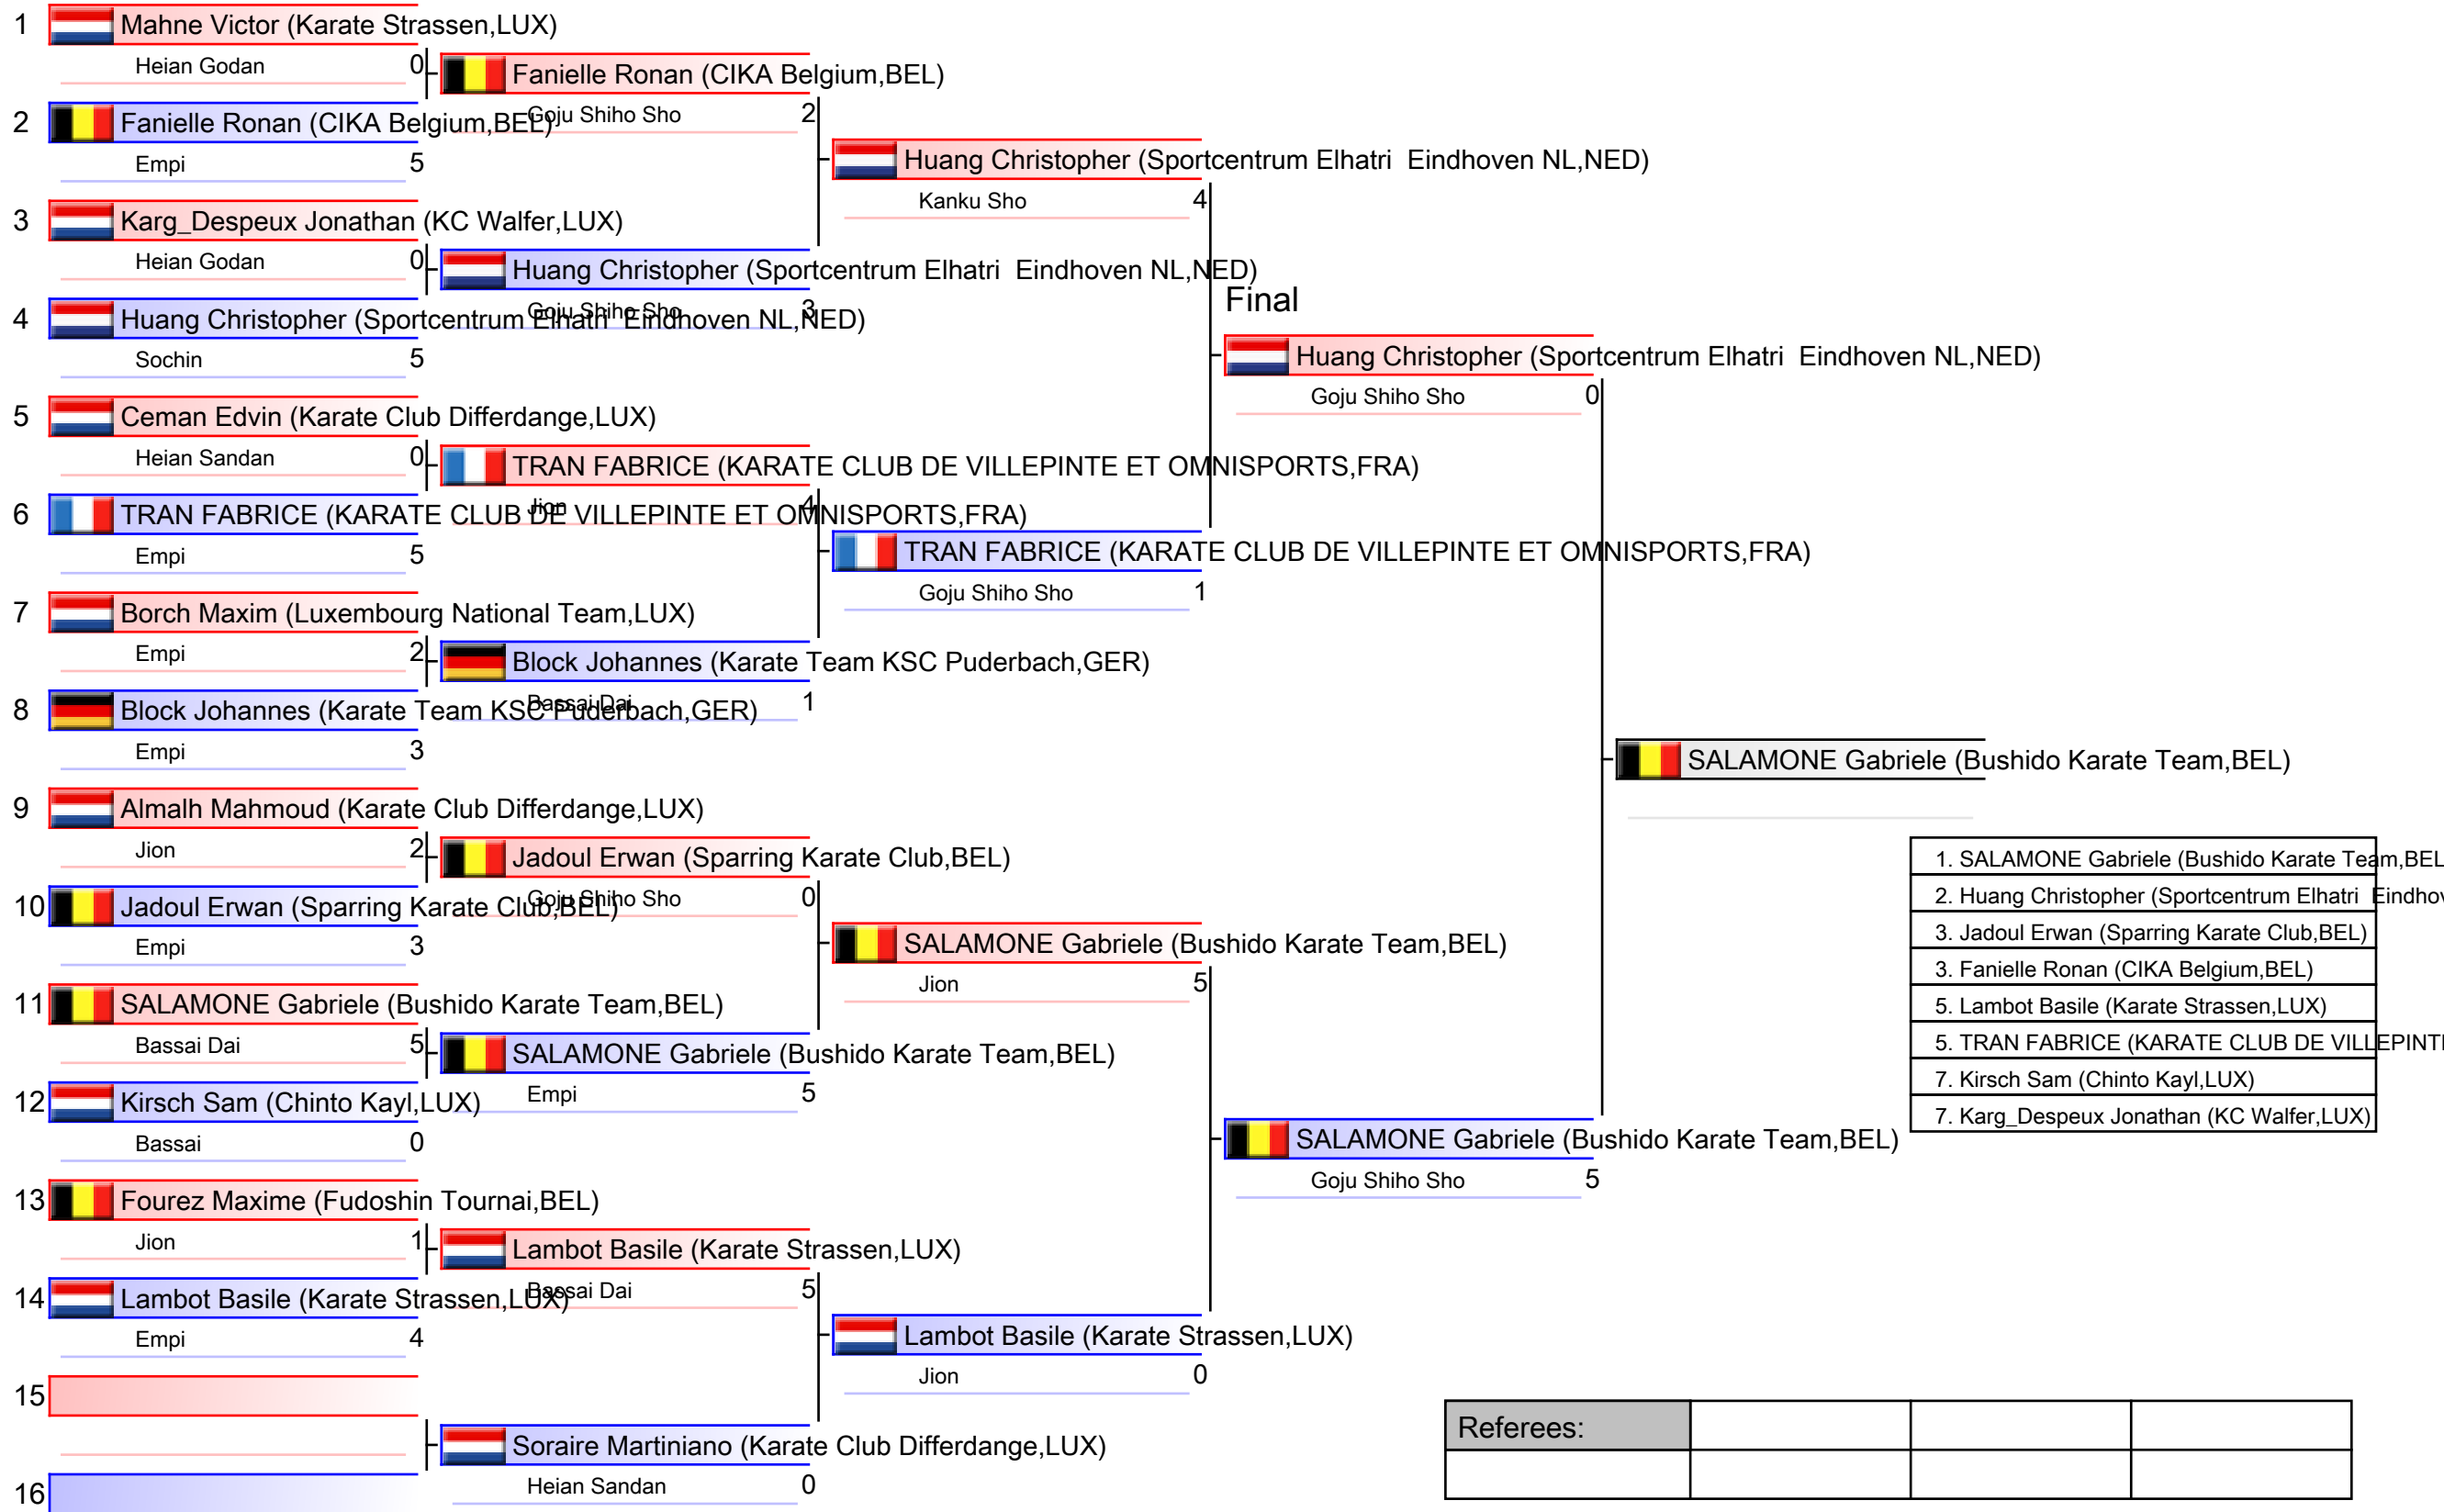 1 Mahne Victor (Karate Strassen,LUX)
Heian Godan 0
2 Fanielle Ronan (CIKA Belgium,BEL)
Empi 5
3 Karg_Despeux Jonathan (KC Walfer,LUX)
Heian Godan 0
4 Huang Christopher (Sportcentrum Elhatri  Eindhoven NL,NED)
Sochin 5
5 Ceman Edvin (Karate Club Differdange,LUX)
Heian Sandan 0
6 TRAN FABRICE (KARATE CLUB DE VILLEPINTE ET OMNISPORTS,FRA)
Empi 5
7 Borch Maxim (Luxembourg National Team,LUX)
Empi 2
8 Block Johannes (Karate Team KSC Puderbach,GER)
Empi 3
9 Almalh Mahmoud (Karate Club Differdange,LUX)
Jion 2
10 Jadoul Erwan (Sparring Karate Club,BEL)
Empi 3
11 SALAMONE Gabriele (Bushido Karate Team,BEL)
Bassai Dai 5
12 Kirsch Sam (Chinto Kayl,LUX)
Bassai 0
13 Fourez Maxime (Fudoshin Tournai,BEL)
Jion 1
14 Lambot Basile (Karate Strassen,LUX)
Empi 4
15
16
Fanielle Ronan (CIKA Belgium,BEL)
Goju Shiho Sho 2
Huang Christopher (Sportcentrum Elhatri  Eindhoven NL,NED)
Goju Shiho Sho 3
TRAN FABRICE (KARATE CLUB DE VILLEPINTE ET OMNISPORTS,FRA)
Jion 4
Block Johannes (Karate Team KSC Puderbach,GER)
Bassai Dai 1
Jadoul Erwan (Sparring Karate Club,BEL)
Goju Shiho Sho 0
SALAMONE Gabriele (Bushido Karate Team,BEL)
Empi 5
Lambot Basile (Karate Strassen,LUX)
Bassai Dai 5
Soraire Martiniano (Karate Club Differdange,LUX)
Heian Sandan 0
Huang Christopher (Sportcentrum Elhatri  Eindhoven NL,NED)
Kanku Sho 4
TRAN FABRICE (KARATE CLUB DE VILLEPINTE ET OMNISPORTS,FRA)
Goju Shiho Sho 1
SALAMONE Gabriele (Bushido Karate Team,BEL)
Jion 5
Lambot Basile (Karate Strassen,LUX)
Jion 0
Final
Huang Christopher (Sportcentrum Elhatri  Eindhoven NL,NED)
Goju Shiho Sho 0
SALAMONE Gabriele (Bushido Karate Team,BEL)
Goju Shiho Sho 5
SALAMONE Gabriele (Bushido Karate Team,BEL)
1. SALAMONE Gabriele (Bushido Karate Team,BEL
2. Huang Christopher (Sportcentrum Elhatri  Eindhov
3. Jadoul Erwan (Sparring Karate Club,BEL)
3. Fanielle Ronan (CIKA Belgium,BEL)
5. Lambot Basile (Karate Strassen,LUX)
5. TRAN FABRICE (KARATE CLUB DE VILLEPINTE
7. Kirsch Sam (Chinto Kayl,LUX)
7. Karg_Despeux Jonathan (KC Walfer,LUX)
Referees: